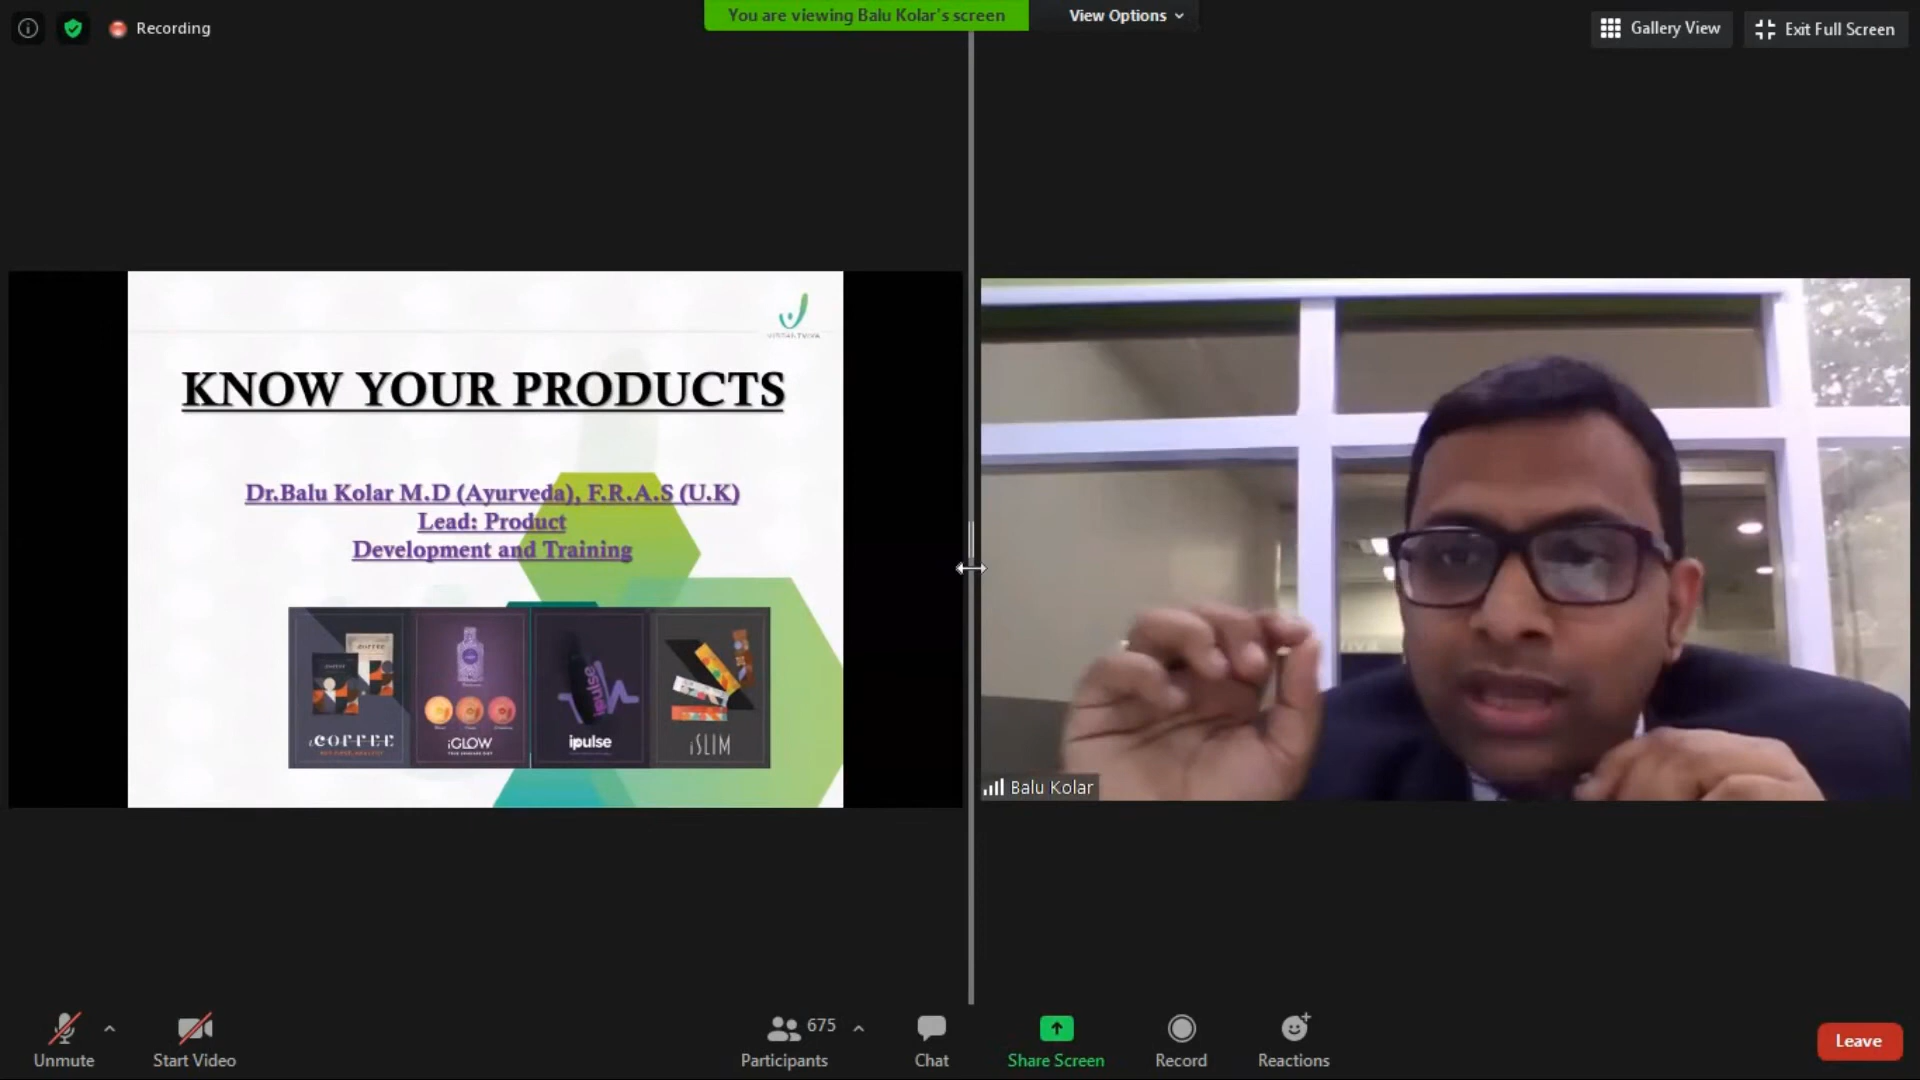 Recording
You are viewing Balu Kolar's screen
View Options
Gallery View
Exit Full Screen
KNOW YOUR PRODUCTS
Dr.Balu Kolar M.D (Ayurveda), F.R.A.S (U.K)
Lead: Product
Development and Training
iCOFFEE
iGLOW
ipulse
iSLIM
ipulse
Balu Kolar
Unmute
Start Video
675
Participants
Chat
Share Screen
Record
Reactions
Leave